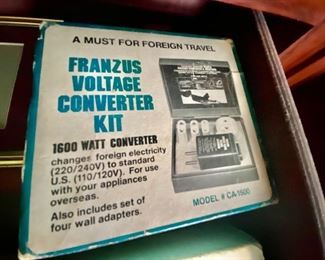 A MUST FOR FOREIGN TRAVEL
FRANZUS
VOLTAGE
CONVERTER
KIT
1600 WATT CONVERTER
changes foreign electricity
(220/240V) to standard
U.S. (110/120V). For use
with your appliances
overseas.
Also includes set of
four wall adapters.
MODEL # CA-1500